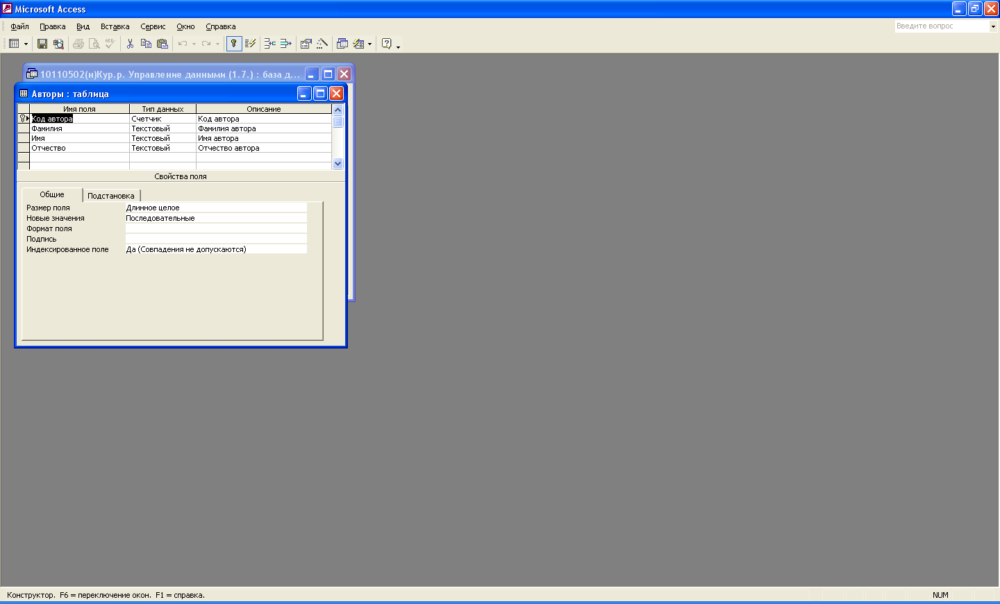 Microsoft Access
Файл Правка Вид Вставка Сервис Окно Справка
Введите вопрос
10110502(н)Кур.р. Управление данными (1.7.) : база д...
Авторы : таблица
Имя поля Тип данных Описание
Код автора Счетчик Код автора
Фамилия Текстовый Фамилия автора
Имя Текстовый Имя автора
Отчество Текстовый Отчество автора
Свойства поля
Общие Подстановка
Размер поля Длинное целое
Новые значения Последовательные
Формат поля
Подпись
Индексированное поле Да (Совпадения не допускаются)
Конструктор. F6 = переключение окон. F1 = справка.
NUM